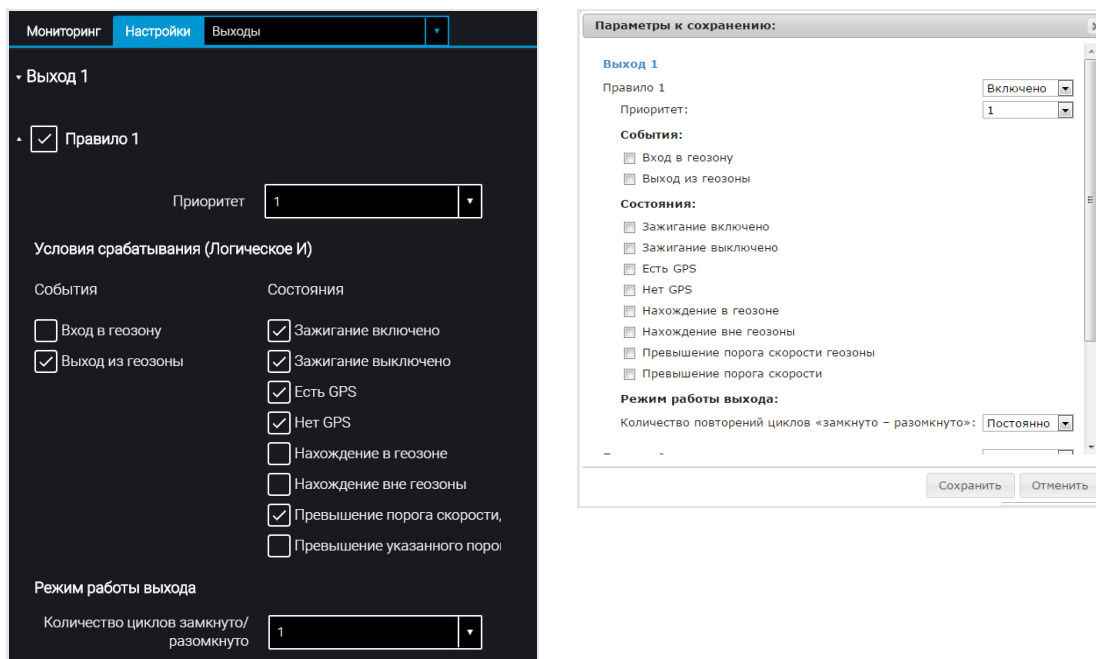 Мониторинг Настройки Выходы
Выход 1
Правило 1
Приоритет 1
Условия срабатывания (Логическое И)
События Состояния
Вход в геозону Зажигание включено
Выход из геозоны Зажигание выключено
Есть GPS
Нет GPS
Нахождение в геозоне
Нахождение вне геозоны
Превышение порога скорости,
Превышение указанного
Режим работы выхода
Количество циклов замкнуто/
разомкнуто 1
Параметры к сохранению:
Выход 1
Правило 1 Включено
Приоритет: 1
События:
Вход в геозону
Выход из геозоны
Состояния:
Зажигание включено
Зажигание выключено
Есть GPS
Нет GPS
Нахождение в геозоне
Нахождение вне геозоны
Превышение порога скорости геозоны
Превышение порога скорости
Режим работы выхода:
Количество повторений циклов «замкнуто – разомкнуто»: Постоянно
Сохранить Отменить